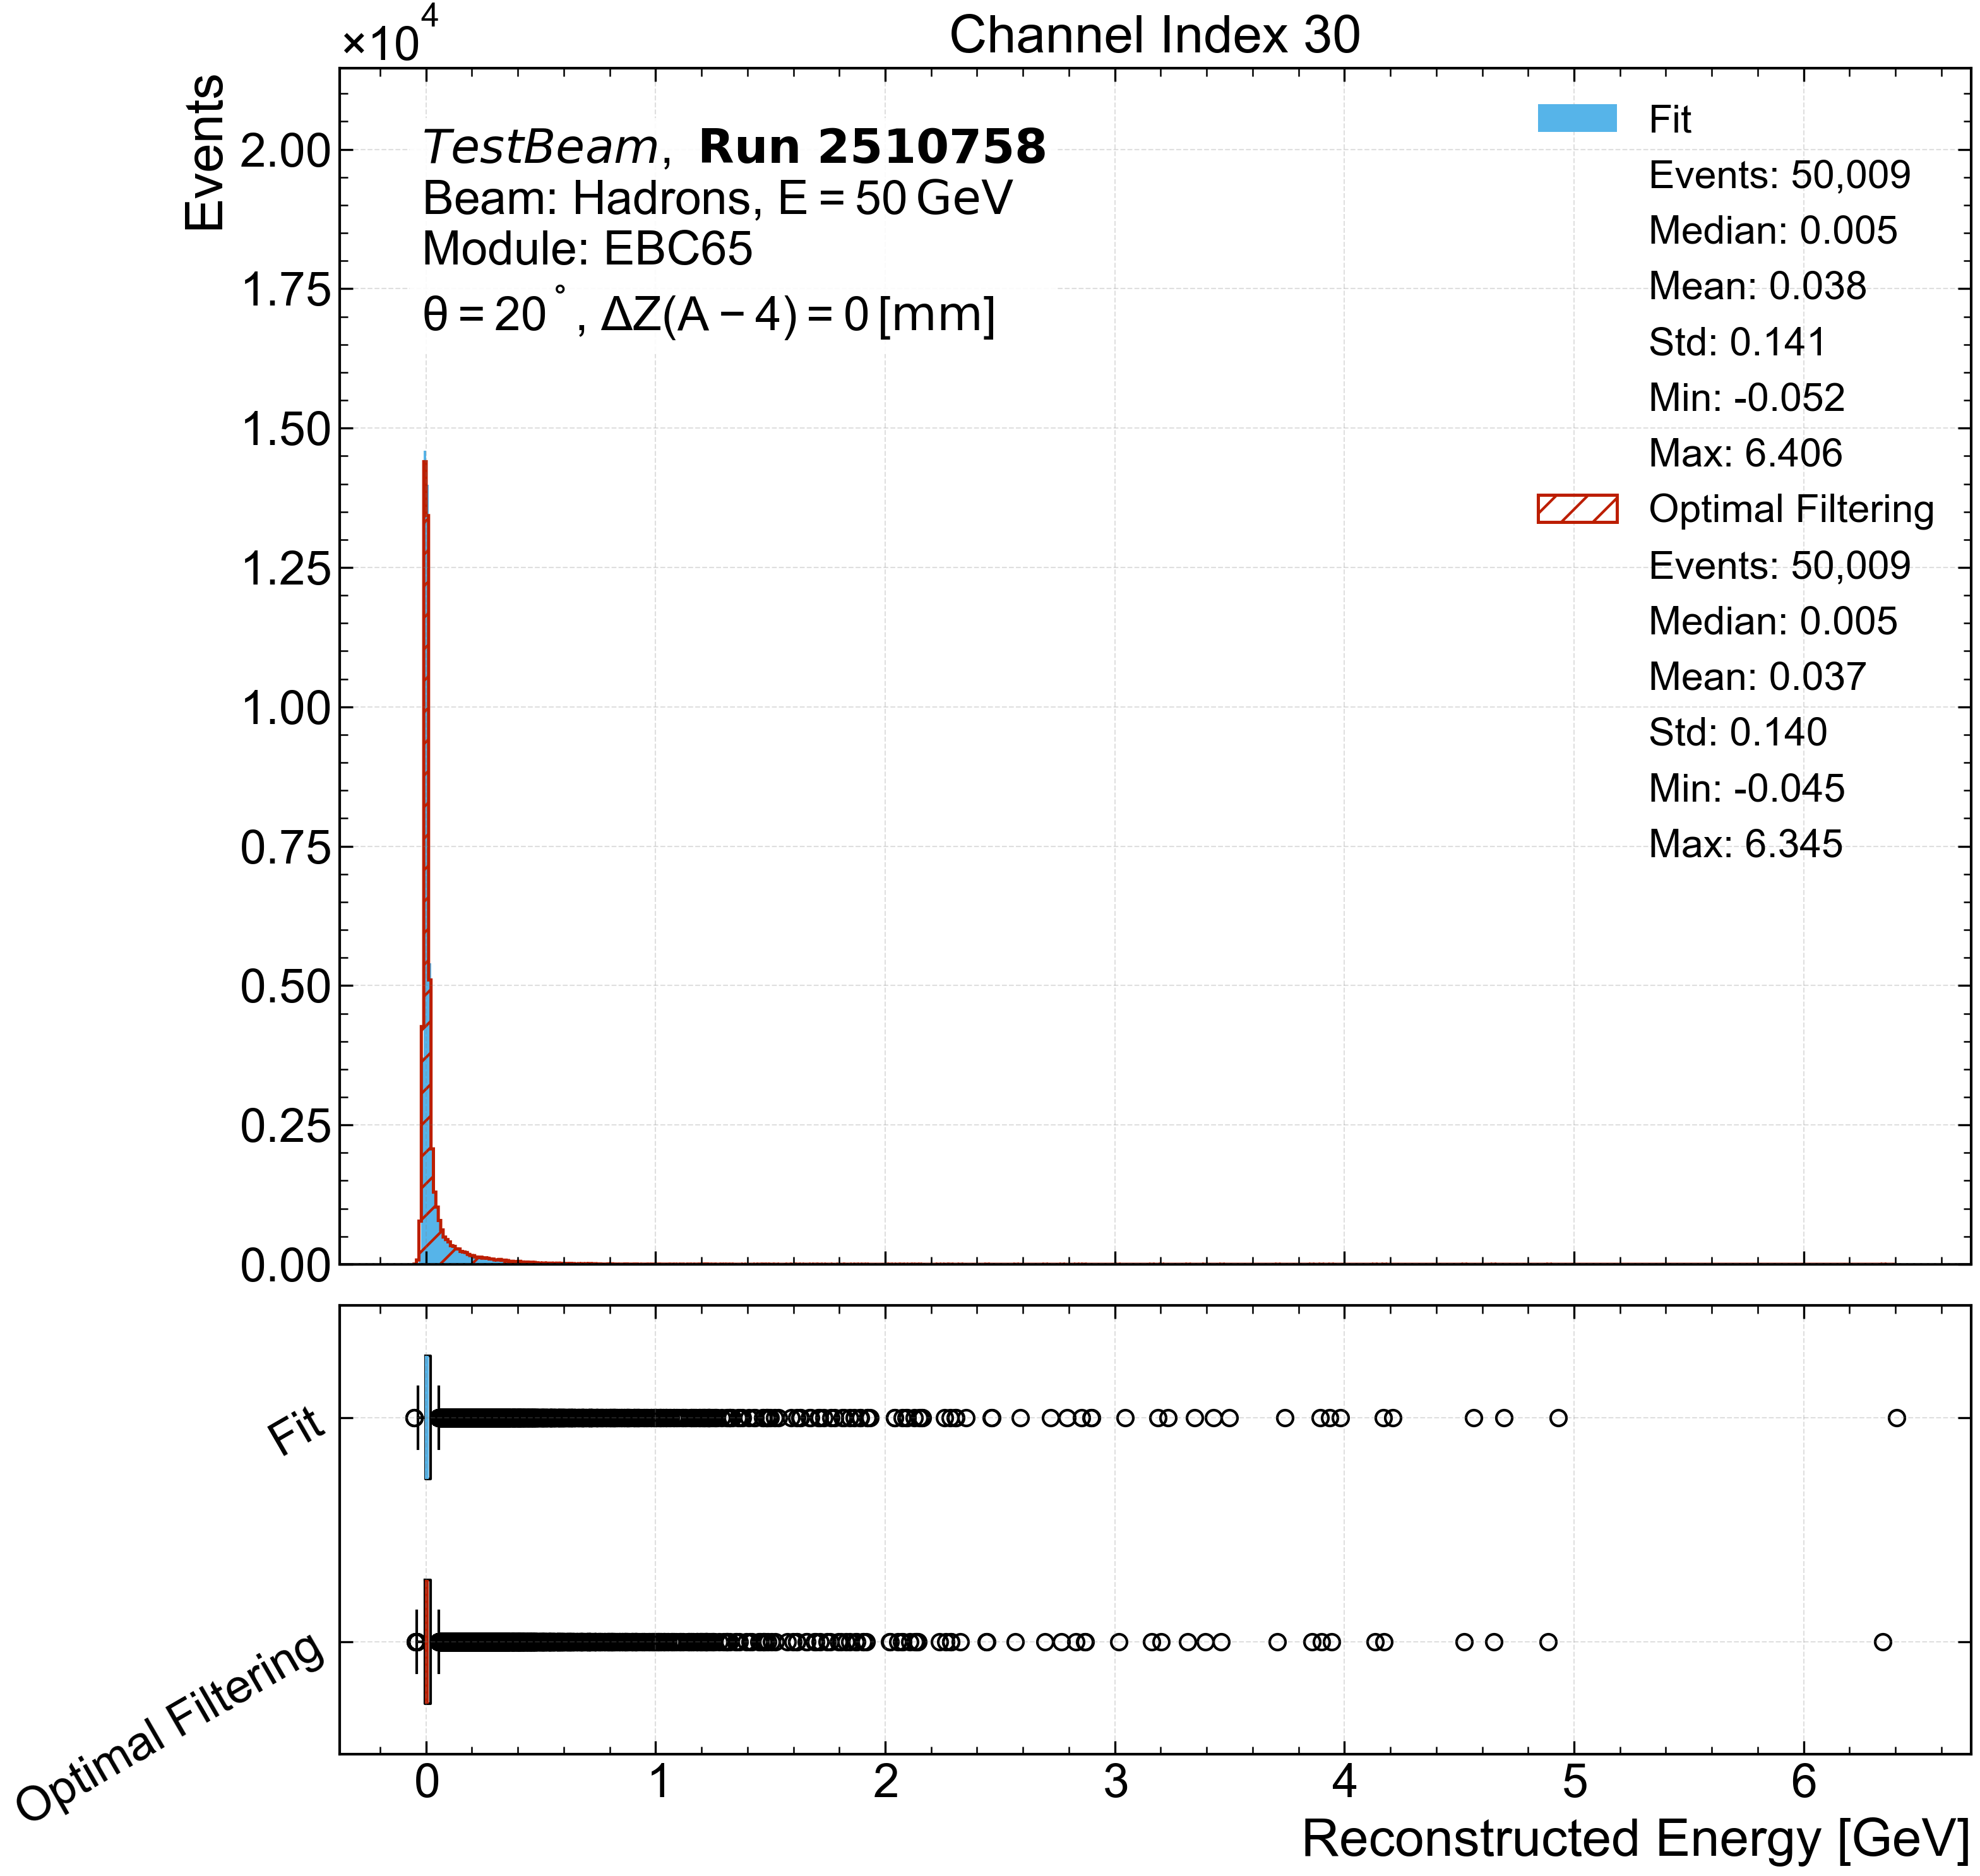 ×10⁴
Channel Index 30
Events
2.00
1.75
1.50
1.25
1.00
0.75
0.50
0.25
0.00
TestBeam, Run 2510758
Beam: Hadrons, E = 50 GeV
Module: EBC65
θ = 20°, ΔZ(A − 4) = 0 [mm]
Fit
Events: 50,009
Median: 0.005
Mean: 0.038
Std: 0.141
Min: -0.052
Max: 6.406
Optimal Filtering
Events: 50,009
Median: 0.005
Mean: 0.037
Std: 0.140
Min: -0.045
Max: 6.345
Fit
Optimal Filtering
0 1 2 3 4 5 6
Reconstructed Energy [GeV]